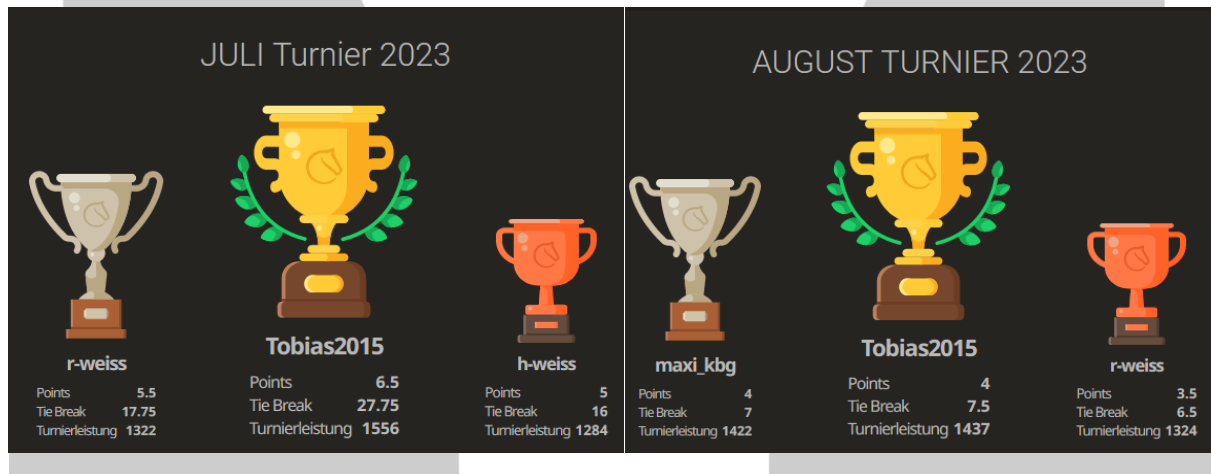 JULI Turnier 2023
r-weiss
Points 5.5
Tie Break 17.75
Turnierleistung 1322
Tobias2015
Points 6.5
Tie Break 27.75
Turnierleistung 1556
h-weiss
Points 5
Tie Break 16
Turnierleistung 1284
AUGUST TURNIER 2023
maxi_kbg
Points 4
Tie Break 7
Turnierleistung 1422
Tobias2015
Points 4
Tie Break 7.5
Turnierleistung 1437
r-weiss
Points 3.5
Tie Break 6.5
Turnierleistung 1324